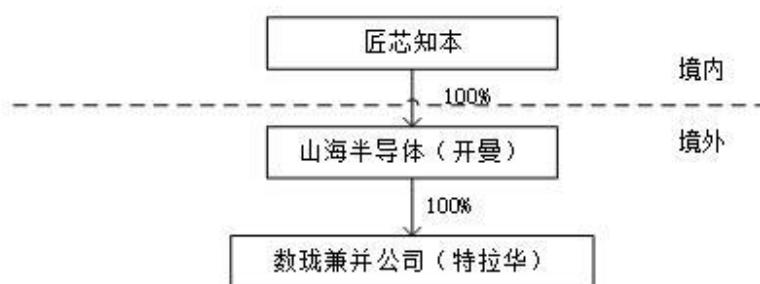 匠芯知本
境内
100%
山海半导体（开曼）
境外
100%
数珑兼并公司（特拉华）